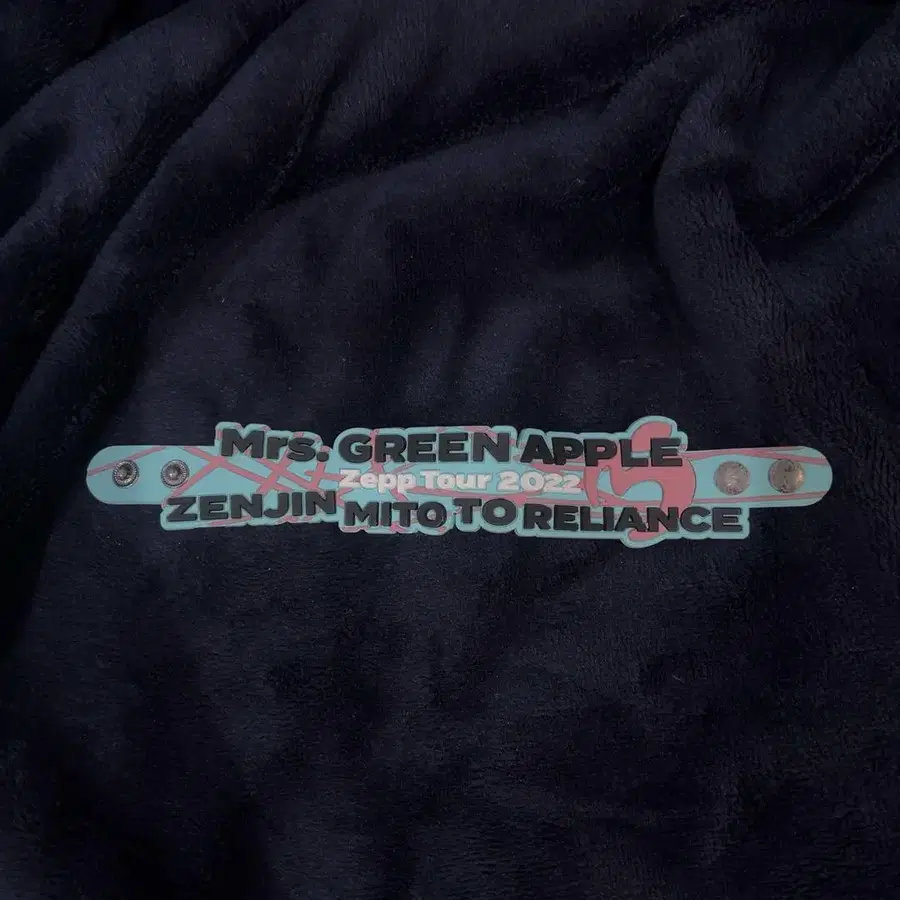 Mrs. GREEN APPLE
Zepp Tour 2022
ZENJIN MITO TO RELIANCE